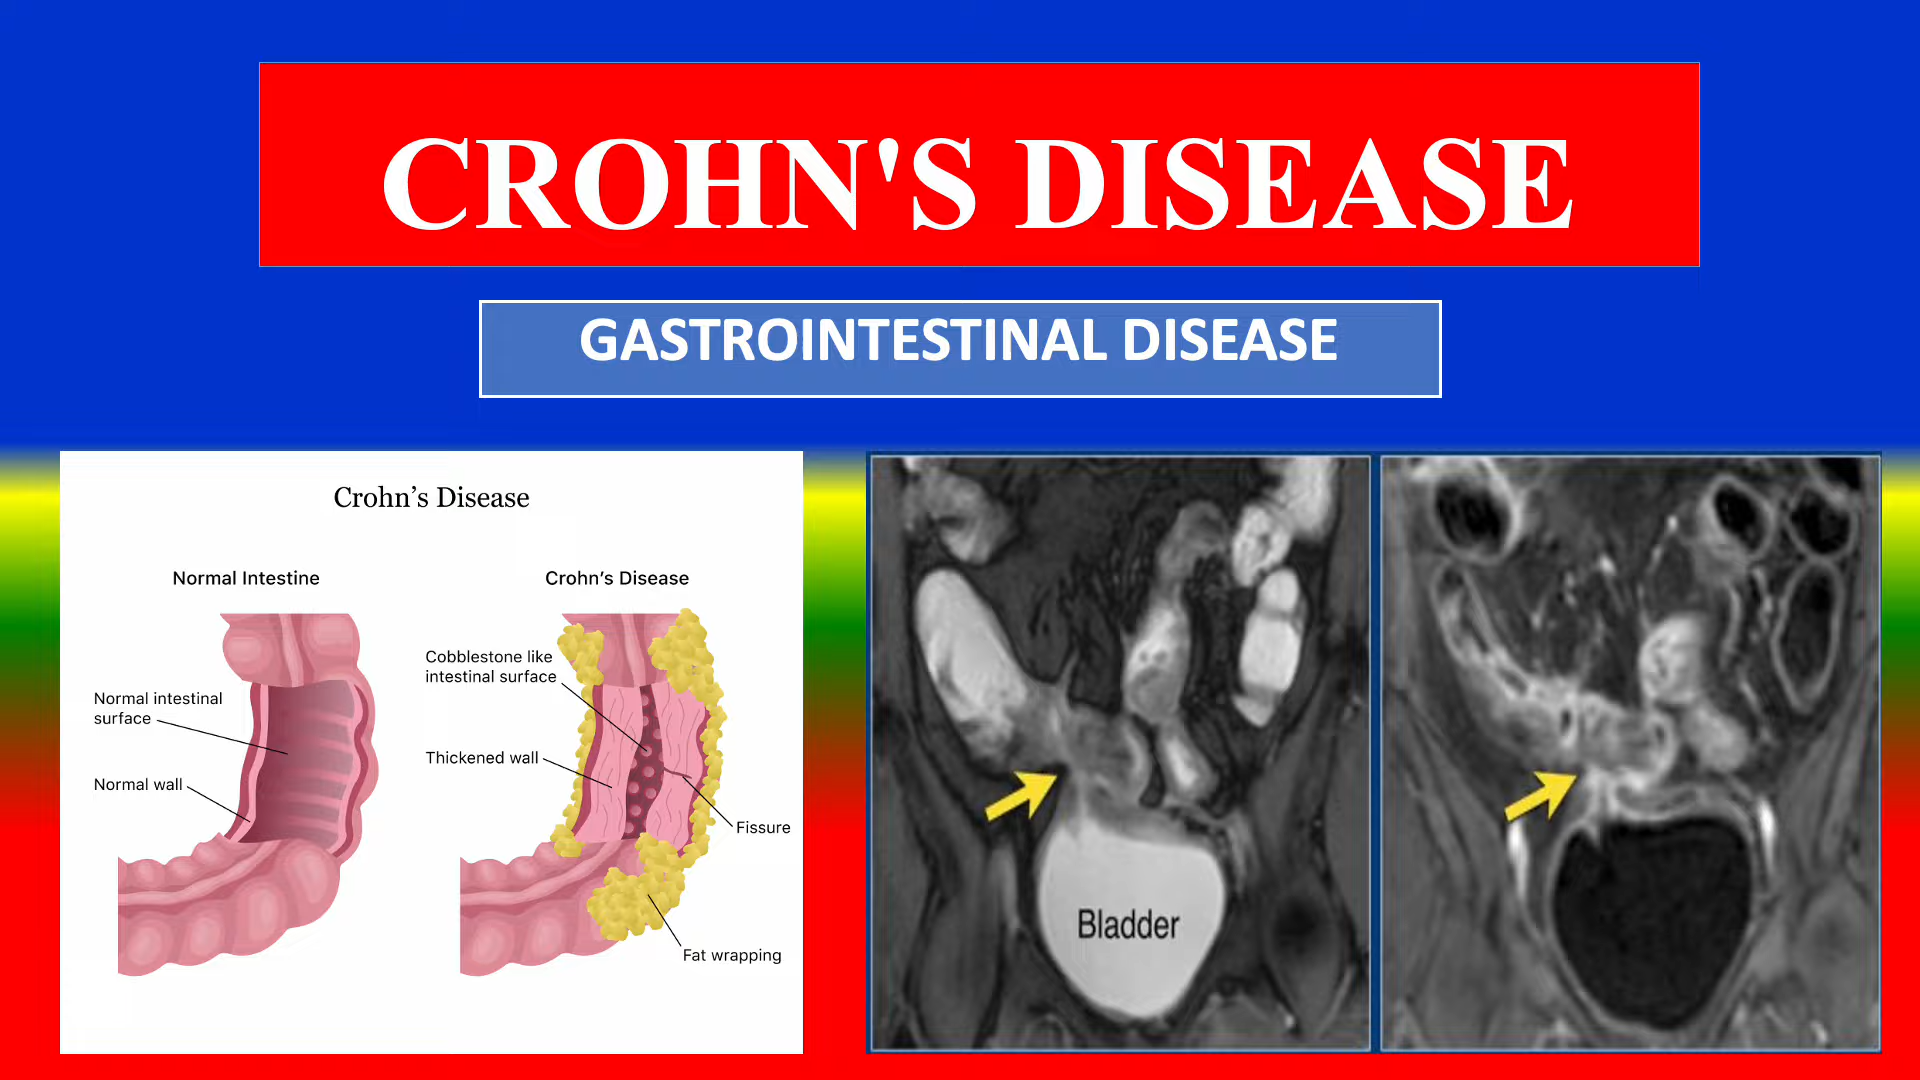 CROHN'S DISEASE
GASTROINTESTINAL DISEASE
Crohn’s Disease
Normal Intestine
Crohn’s Disease
Normal intestinal
surface
Normal wall
Cobblestone like
intestinal surface
Thickened wall
Fissure
Fat wrapping
Bladder